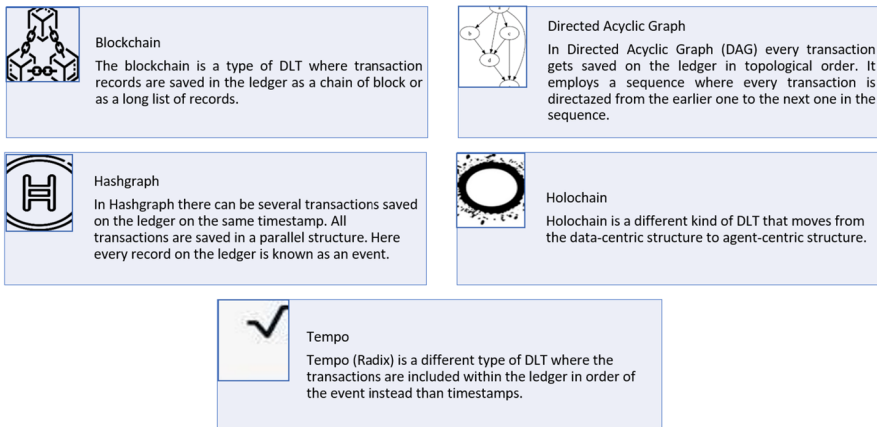 Blockchain
The blockchain is a type of DLT where transaction
records are saved in the ledger as a chain of block or
as a long list of records.
Directed Acyclic Graph
In Directed Acyclic Graph (DAG) every transaction
gets saved on the ledger in topological order. It
employs a sequence where every transaction is
directazed from the earlier one to the next one in the
sequence.
Hashgraph
In Hashgraph there can be several transactions saved
on the ledger on the same timestamp. All
transactions are saved in a parallel structure. Here
every record on the ledger is known as an event.
Holochain
Holochain is a different kind of DLT that moves from
the data-centric structure to agent-centric structure.
Tempo
Tempo (Radix) is a different type of DLT where the
transactions are included within the ledger in order of
the event instead than timestamps.